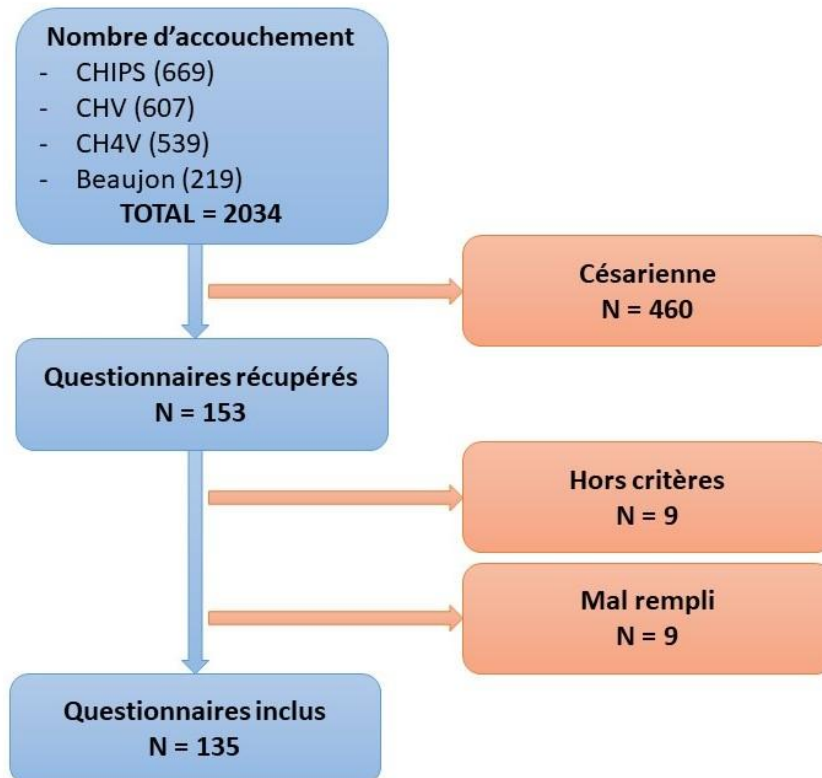 Nombre d'accouchement
- CHIPS (669)
- CHV (607)
- CH4V (539)
- Beaujon (219)
TOTAL = 2034
Césarienne
N = 460
Questionnaires récupérés
N = 153
Hors critères
N = 9
Mal rempli
N = 9
Questionnaires inclus
N = 135